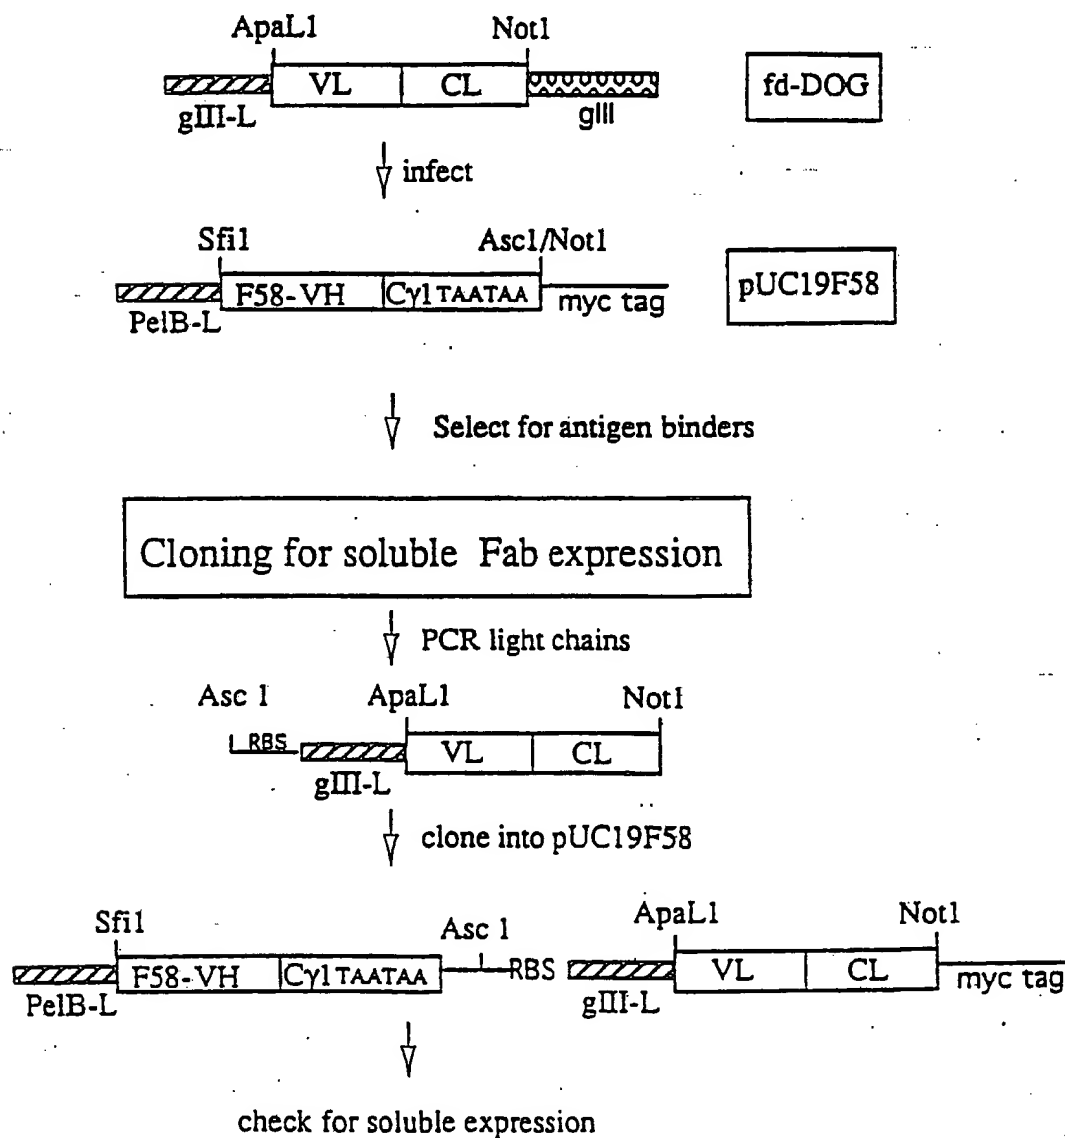 ApaL1 Not1
VL CL
gIII-L gIII
fd-DOG
infect
Sfi1 Asc1/Not1
F58-VH Cγ1 TAATAA
PelB-L myc tag
pUC19F58
Select for antigen binders
Cloning for soluble Fab expression
PCR light chains
Asc 1 ApaL1 Not1
RBS VL CL
gIII-L
clone into pUC19F58
Sfi1 Asc 1 ApaL1 Not1
F58-VH Cγ1 TAATAA RBS VL CL myc tag
PelB-L gIII-L
check for soluble expression